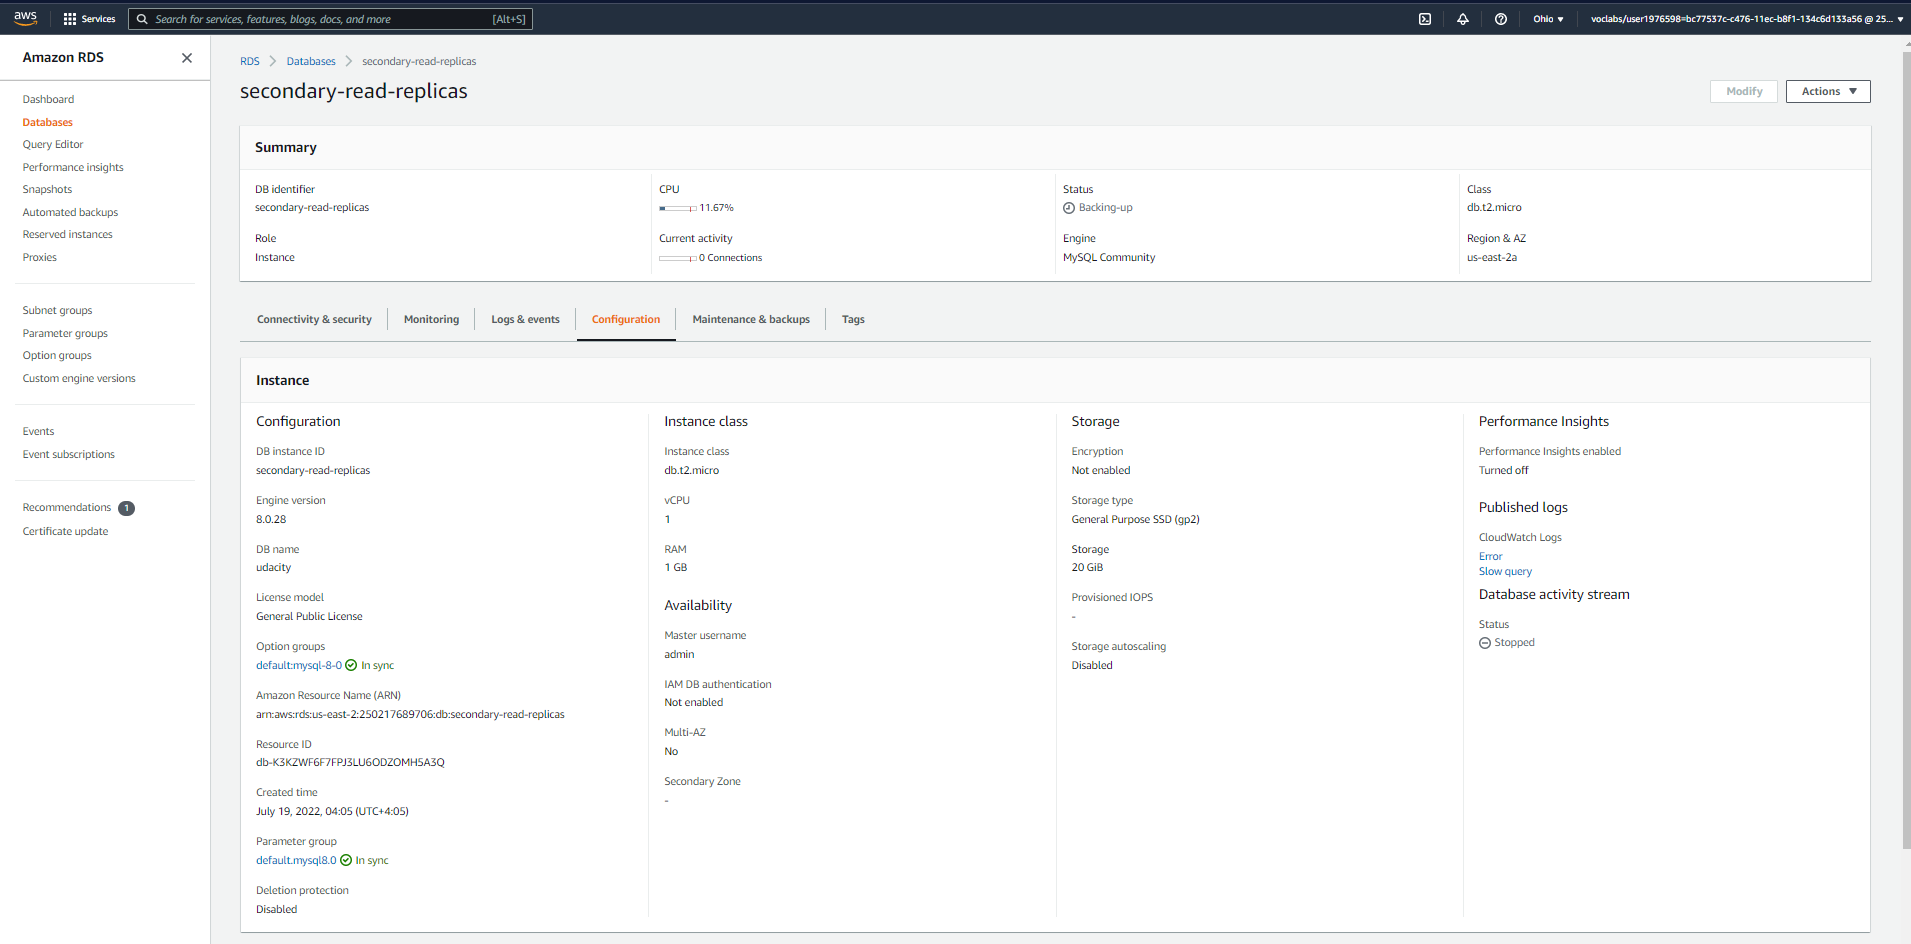 aws
Services
Search for services, features, blogs, docs, and more
[Alt+S]
Ohio
voclabs/user1976598=bc77537c-c476-11ec-b8f1-134c6d133a56 @ 25...
Amazon RDS
Dashboard
Databases
Query Editor
Performance insights
Snapshots
Automated backups
Reserved instances
Proxies
Subnet groups
Parameter groups
Option groups
Custom engine versions
Events
Event subscriptions
Recommendations 1
Certificate update
RDS > Databases > secondary-read-replicas
secondary-read-replicas
Modify
Actions
Summary
DB identifier
secondary-read-replicas
Role
Instance
CPU
11.67%
Current activity
0 Connections
Status
Backing-up
Engine
MySQL Community
Class
db.t2.micro
Region & AZ
us-east-2a
Connectivity & security
Monitoring
Logs & events
Configuration
Maintenance & backups
Tags
Instance
Configuration
DB instance ID
secondary-read-replicas
Engine version
8.0.28
DB name
udacity
License model
General Public License
Option groups
default:mysql-8-0 In sync
Amazon Resource Name (ARN)
arn:aws:rds:us-east-2:250217689706:db:secondary-read-replicas
Resource ID
db-K3KZWF6F7FPJ3LU6ODZOMH5A3Q
Created time
July 19, 2022, 04:05 (UTC+4:05)
Parameter group
default.mysql8.0 In sync
Deletion protection
Disabled
Instance class
Instance class
db.t2.micro
vCPU
1
RAM
1 GB
Availability
Master username
admin
IAM DB authentication
Not enabled
Multi-AZ
No
Secondary Zone
-
Storage
Encryption
Not enabled
Storage type
General Purpose SSD (gp2)
Storage
20 GiB
Provisioned IOPS
-
Storage autoscaling
Disabled
Performance Insights
Performance Insights enabled
Turned off
Published logs
CloudWatch Logs
Error
Slow query
Database activity stream
Status
Stopped